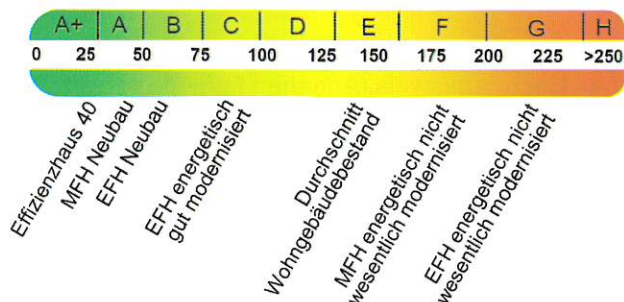 A+ A B C D E F G H
0 25 50 75 100 125 150 175 200 225 >250
Effizienzhaus 40
MFH Neubau
EFH Neubau
EFH energetisch
gut modernisiert
Durchschnitt
Wohngebäudebestand
MFH energetisch nicht
wesentlich modernisiert
EFH energetisch nicht
wesentlich modernisiert